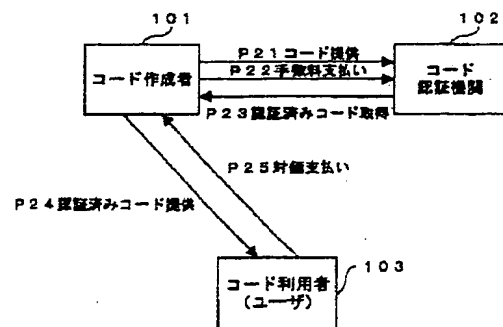 101
102
コード作成者
P21コード提供
P22手数料支払い
P23認証済みコード取得
コード
認証機関
P25対価支払い
P24認証済みコード提供
コード利用者
(ユーザ)
103